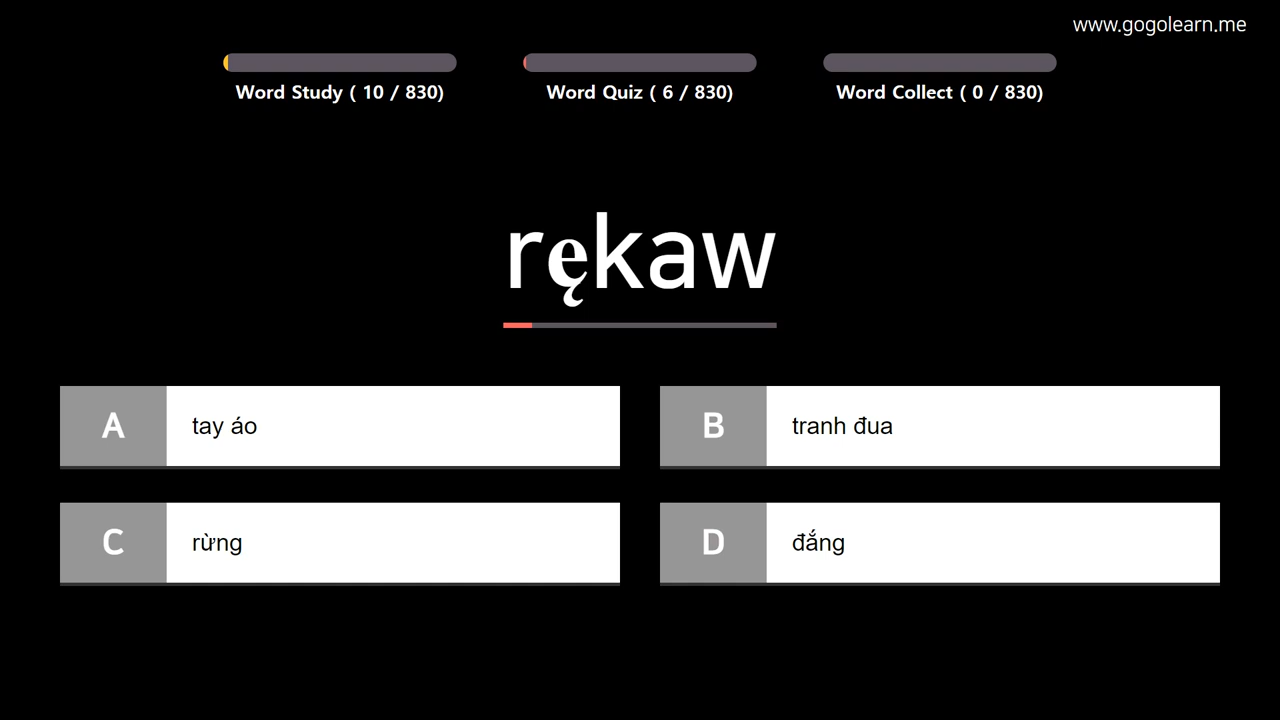 www.gogolearn.me
Word Study ( 10 / 830)
Word Quiz ( 6 / 830)
Word Collect ( 0 / 830)
rękaw
A
tay áo
B
tranh đua
C
rừng
D
đắng